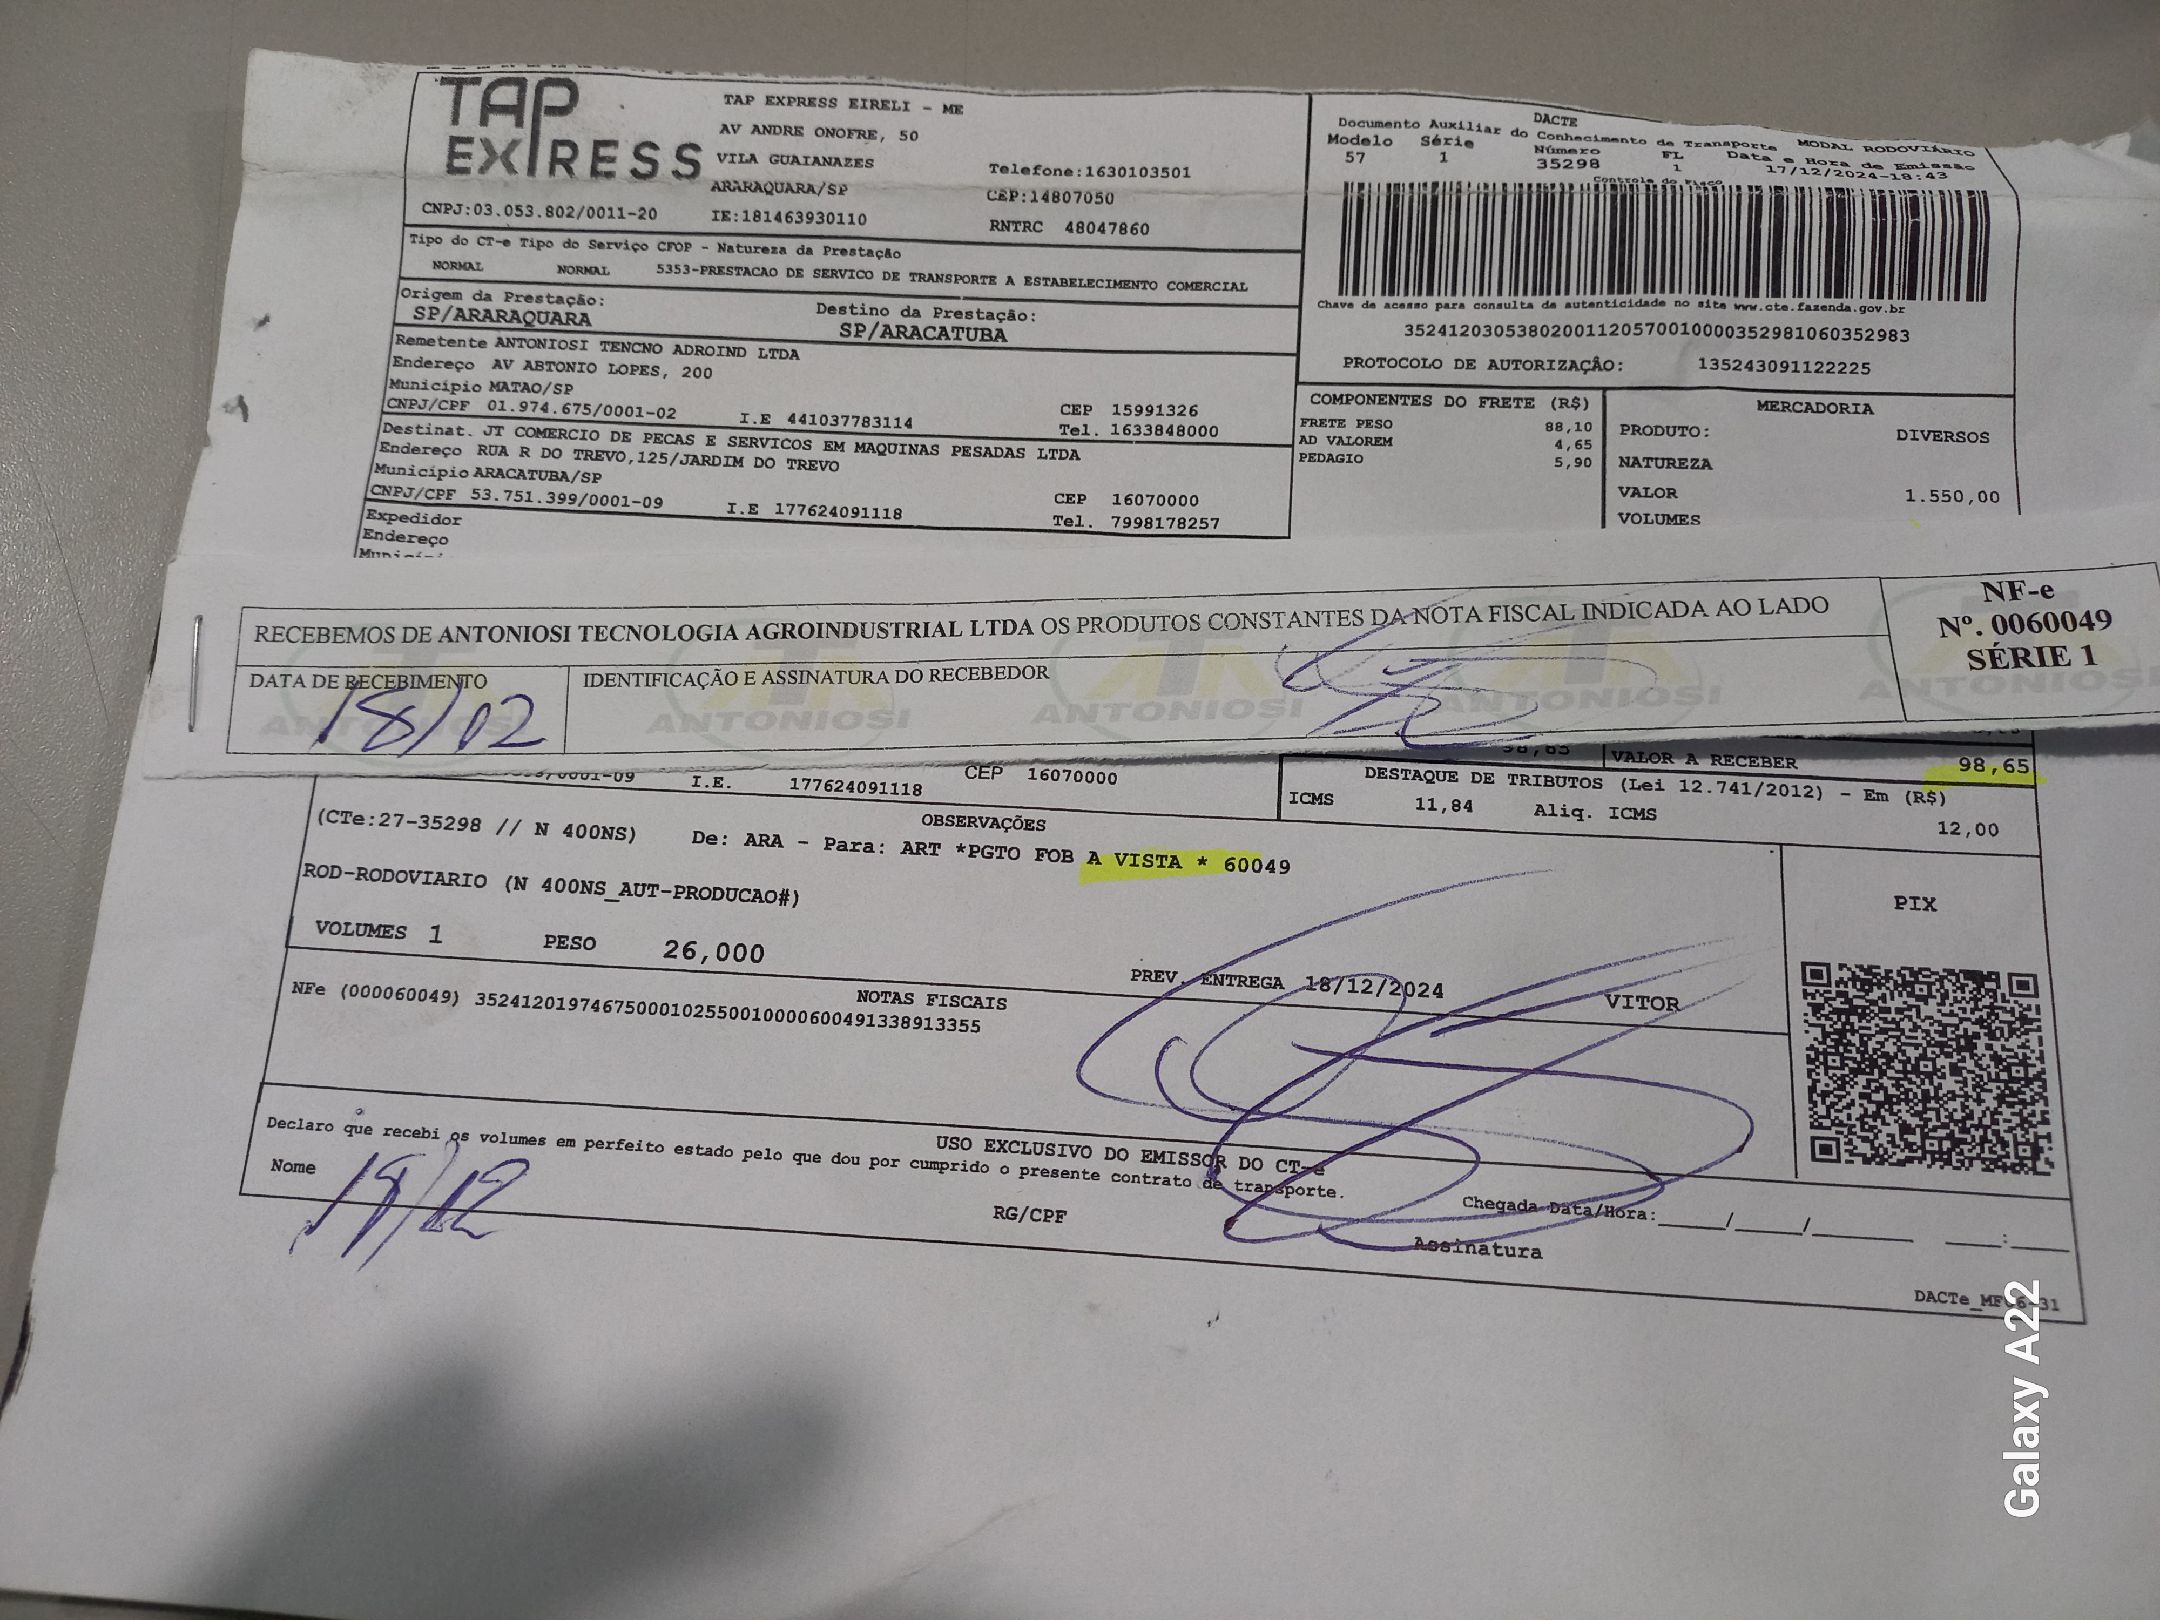 TAP EXPRESS
TAP EXPRESS EIRELI - ME
AV ANDRE ONOFRE, 50
VILA GUAIANAZES
Telefone:1630103501
ARARAQUARA/SP
CEP:14807050
CNPJ:03.053.802/0011-20 IE:181463930110
RNTRC 48047860
DACTE
Documento Auxiliar do Conhecimento de Transporte MODAL RODOVIÁRIO
Modelo Série Número FL Data e Hora de Emissão
57 1 35298 1 17/12/2024-18:43
Controle do Fisco
Tipo do CT-e Tipo do Serviço CFOP - Natureza da Prestação
NORMAL NORMAL 5353-PRESTACAO DE SERVICO DE TRANSPORTE A ESTABELECIMENTO COMERCIAL
Origem da Prestação: Destino da Prestação:
SP/ARARAQUARA SP/ARACATUBA
Chave de acesso para consulta de autenticidade no site www.cte.fazenda.gov.br
35241203053802001120570010000352981060352983
PROTOCOLO DE AUTORIZAÇÃO: 135243091122225
Remetente ANTONIOSI TENCNO ADROIND LTDA
Endereço AV ABTONIO LOPES, 200
Município MATAO/SP
CEP 15991326
CNPJ/CPF 01.974.675/0001-02 I.E 441037783114
Tel. 1633848000
Destinat. JT COMERCIO DE PECAS E SERVICOS EM MAQUINAS PESADAS LTDA
Endereço RUA R DO TREVO,125/JARDIM DO TREVO
Município ARACATUBA/SP
CEP 16070000
CNPJ/CPF 53.751.399/0001-09 I.E 177624091118
Tel. 7998178257
Expedidor
Endereço
COMPONENTES DO FRETE (R$)
FRETE PESO 88,10
AD VALOREM 4,65
PEDAGIO 5,90
MERCADORIA
PRODUTO: DIVERSOS
NATUREZA
VALOR 1.550,00
VOLUMES
RECEBEMOS DE ANTONIOSI TECNOLOGIA AGROINDUSTRIAL LTDA OS PRODUTOS CONSTANTES DA NOTA FISCAL INDICADA AO LADO
NF-e
Nº. 0060049
SÉRIE 1
DATA DE RECEBIMENTO
IDENTIFICAÇÃO E ASSINATURA DO RECEBEDOR
18/02
ANTONIOSI ANTONIOSI ANTONIOSI ANTONIOSI ANTONIOSI
98,65 VALOR A RECEBER 98,65
I.E. 177624091118 CEP 16070000
DESTAQUE DE TRIBUTOS (Lei 12.741/2012) - Em (R$)
ICMS 11,84 Aliq. ICMS 12,00
OBSERVAÇÕES
(CTe:27-35298 // N 400NS) De: ARA - Para: ART *PGTO FOB A VISTA * 60049
ROD-RODOVIARIO (N 400NS_AUT-PRODUCAO#)
PIX
VOLUMES 1 PESO 26,000
PREV. ENTREGA 18/12/2024 VITOR
NOTAS FISCAIS
NFe (000060049) 35241201974675000102550010000600491338913355
USO EXCLUSIVO DO EMISSOR DO CT-e
Declaro que recebi os volumes em perfeito estado pelo que dou por cumprido o presente contrato de transporte.
Nome 18/12 RG/CPF
Chegada Data/Hora:_____/_____/_______ ____:____
Assinatura
Galaxy A22